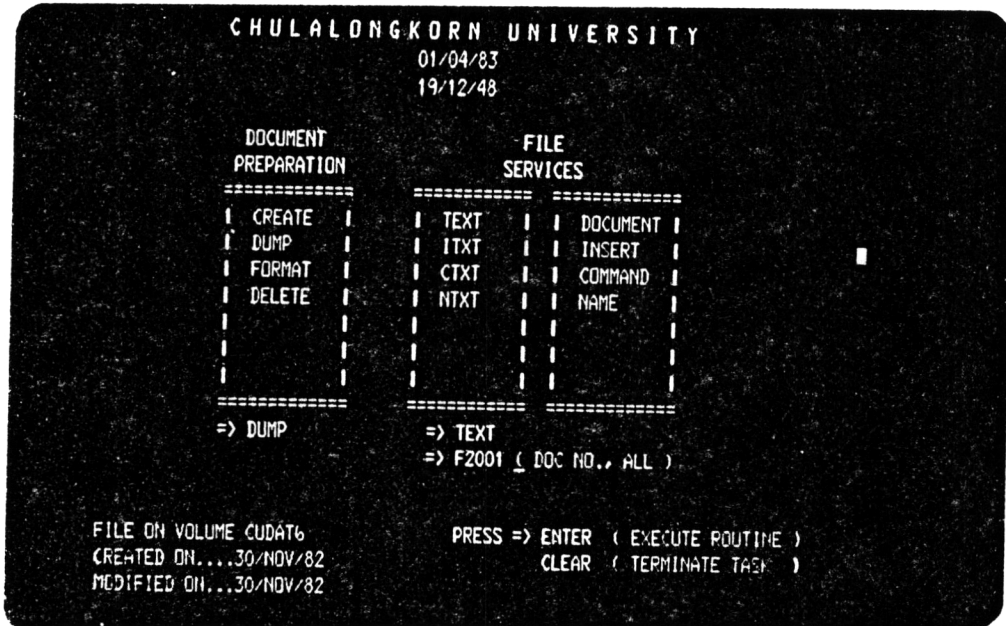 CHULALONGKORN UNIVERSITY
01/04/83
19/12/48
DOCUMENT PREPARATION
FILE SERVICES
============ ============ ============
| CREATE | | TEXT | | DOCUMENT |
| DUMP | | ITXT | | INSERT |
| FORMAT | | CTXT | | COMMAND |
| DELETE | | NTXT | | NAME |
============ ============ ============
=> DUMP => TEXT
=> F2001 ( DOC NO., ALL )
FILE ON VOLUME CUDAT6 PRESS => ENTER ( EXECUTE ROUTINE )
CREATED ON....30/NOV/82 CLEAR ( TERMINATE TASK )
MODIFIED ON...30/NOV/82